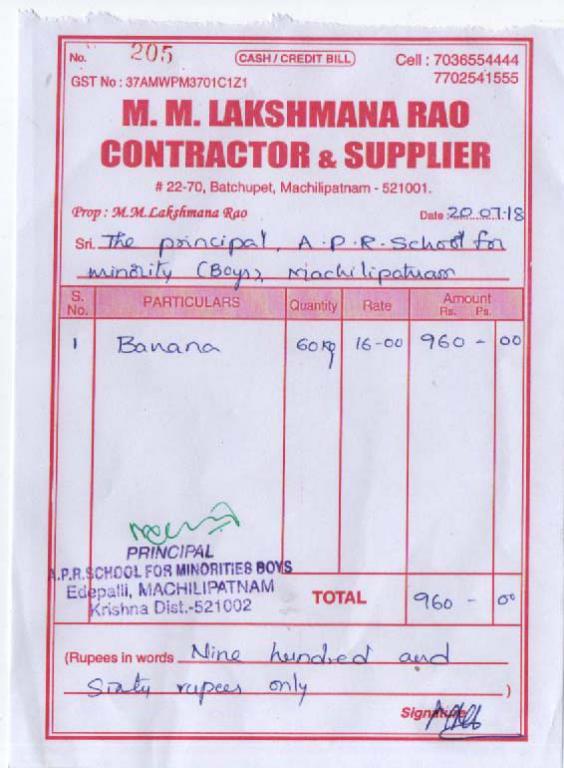 No. 205 CASH / CREDIT BILL Cell : 7036554444
GST No : 37AMWPM3701C1Z1 7702541555
M. M. LAKSHMANA RAO
CONTRACTOR & SUPPLIER
# 22-70, Batchupet, Machilipatnam - 521001.
Prop : M.M.Lakshmana Rao Date : 20.07.18
Sri. The principal, A.P.R. School for
minority (Boys), Machilipatnam
S. No. PARTICULARS Quantity Rate Amount Rs. Ps.
1 Banana 60 kg 16-00 960 - 00
PRINCIPAL
A.P.R.SCHOOL FOR MINORITIES BOYS
Edepalli, MACHILIPATNAM
Krishna Dist.-521002
TOTAL 960 - 00
(Rupees in words Nine hundred and
Sixty rupees only )
Signature